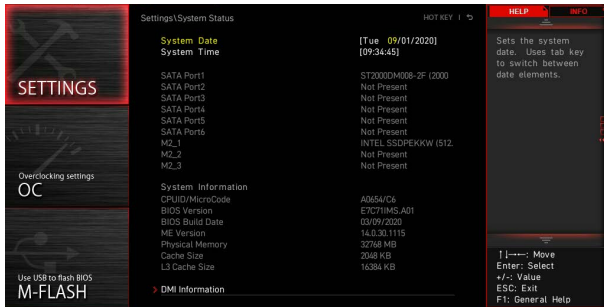 Settings\System Status
HOT KEY |
HELP
INFO
System Date [Tue 09/01/2020]
System Time [09:34:45]
SATA Port1 ST2000DM008-2F (2000
SATA Port2 Not Present
SATA Port3 Not Present
SATA Port4 Not Present
SATA Port5 Not Present
SATA Port6 Not Present
M2_1 INTEL SSDPEKKW (512.
M2_2 Not Present
M2_3 Not Present
System Information
CPUID/MicroCode A0654/C6
BIOS Version E7C71IMS.A01
BIOS Build Date 03/09/2020
ME Version 14.0.30.1115
Physical Memory 32768 MB
Cache Size 2048 KB
L3 Cache Size 16384 KB
> DMI Information
SETTINGS
Overclocking settings
OC
Use USB to flash BIOS
M-FLASH
Sets the system
date. Uses tab key
to switch between
date elements.
↑↓→←: Move
Enter: Select
+/-: Value
ESC: Exit
F1: General Help